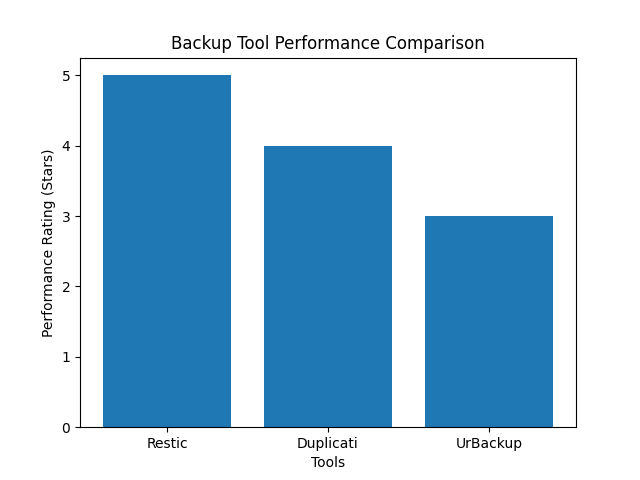 Backup Tool Performance Comparison
Performance Rating (Stars)
5
4
3
2
1
0
Restic Duplicati UrBackup
Tools